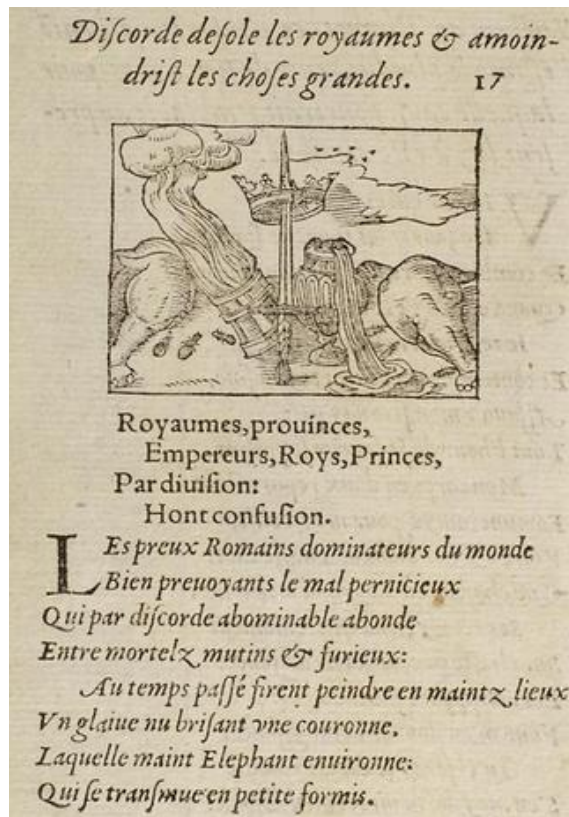 Diſcorde deſole les royaumes & amoin-
driſt les choſes grandes. 17
Royaumes, prouinces,
Empereurs, Roys, Princes,
Par diuiſion:
Hont confuſion.
LEs preux Romains dominateurs du monde
Bien preuoyants le mal pernicieux
Qui par diſcorde abominable abonde
Entre mortelz mutins & furieux:
Au temps paſſé firent peindre en maintz lieux
Vn glaiue nu briſant vne couronne,
Laquelle maint Elephant enuironne:
Qui ſe tranſmue en petite formis.